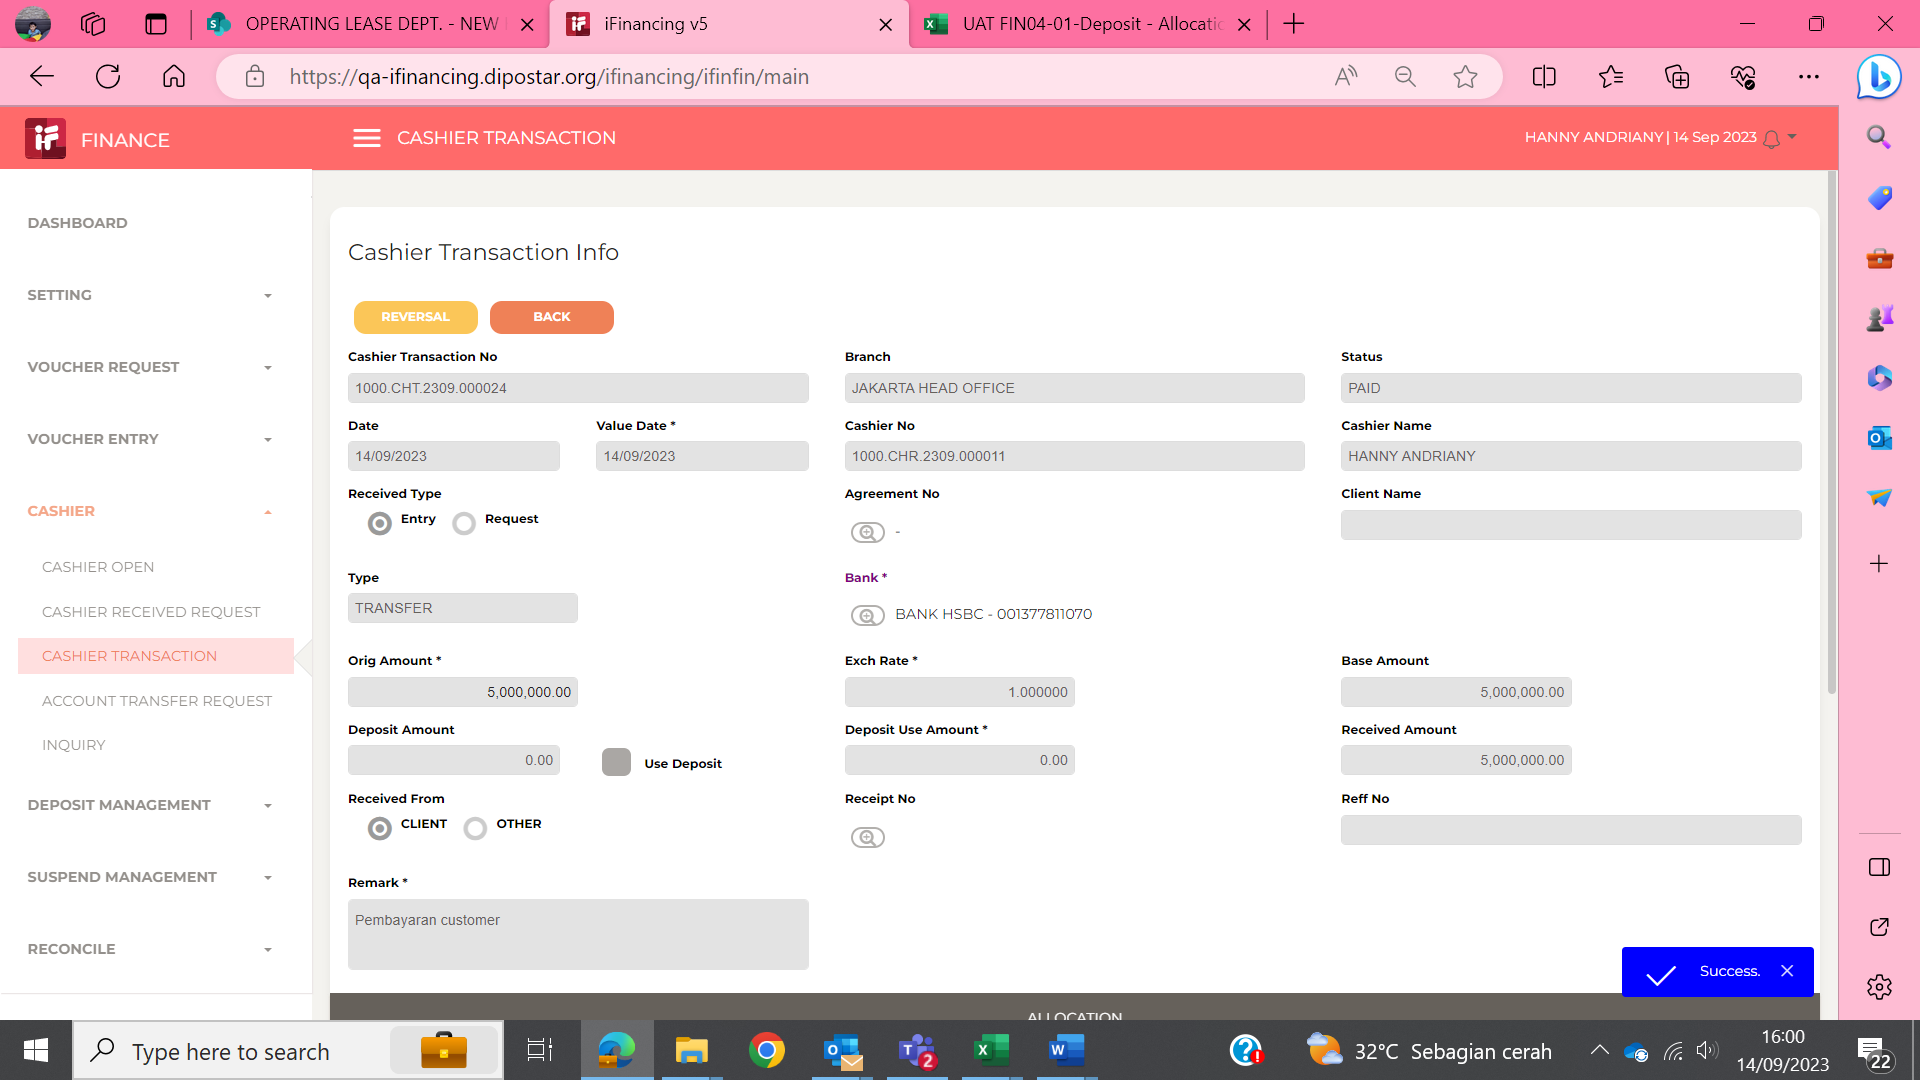 OPERATING LEASE DEPT. - NEW
iFinancing v5
UAT FIN04-01-Deposit - Allocatio
https://qa-ifinancing.dipostar.org/ifinancing/ifinfin/main
iF FINANCE
CASHIER TRANSACTION
HANNY ANDRIANY | 14 Sep 2023
DASHBOARD
SETTING
VOUCHER REQUEST
VOUCHER ENTRY
CASHIER
CASHIER OPEN
CASHIER RECEIVED REQUEST
CASHIER TRANSACTION
ACCOUNT TRANSFER REQUEST
INQUIRY
DEPOSIT MANAGEMENT
SUSPEND MANAGEMENT
RECONCILE
Cashier Transaction Info
REVERSAL BACK
Cashier Transaction No Branch Status
1000.CHT.2309.000024 JAKARTA HEAD OFFICE PAID
Date Value Date * Cashier No Cashier Name
14/09/2023 14/09/2023 1000.CHR.2309.000011 HANNY ANDRIANY
Received Type Agreement No Client Name
Entry Request -
Type Bank *
TRANSFER BANK HSBC - 001377811070
Orig Amount * Exch Rate * Base Amount
5,000,000.00 1.000000 5,000,000.00
Deposit Amount Deposit Use Amount * Received Amount
0.00 Use Deposit 0.00 5,000,000.00
Received From Receipt No Reff No
CLIENT OTHER
Remark *
Pembayaran customer
Success.
ALLOCATION
Type here to search
2
32°C Sebagian cerah
16:00
14/09/2023
22